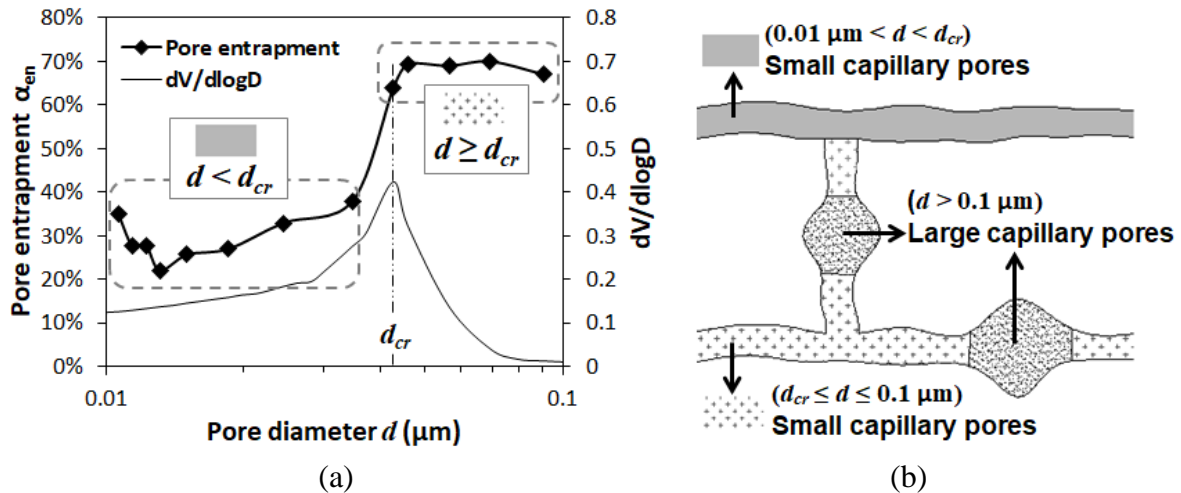 80%
70%
60%
50%
40%
30%
20%
10%
0%
Pore entrapment α_en
Pore entrapment
dV/dlogD
d < d_cr
d ≥ d_cr
d_cr
0.8
0.7
0.6
0.5
0.4
0.3
0.2
0.1
0
dV/dlogD
0.01
0.1
Pore diameter d (μm)
(a)
(0.01 μm < d < d_cr)
Small capillary pores
(d > 0.1 μm)
Large capillary pores
(d_cr ≤ d ≤ 0.1 μm)
Small capillary pores
(b)